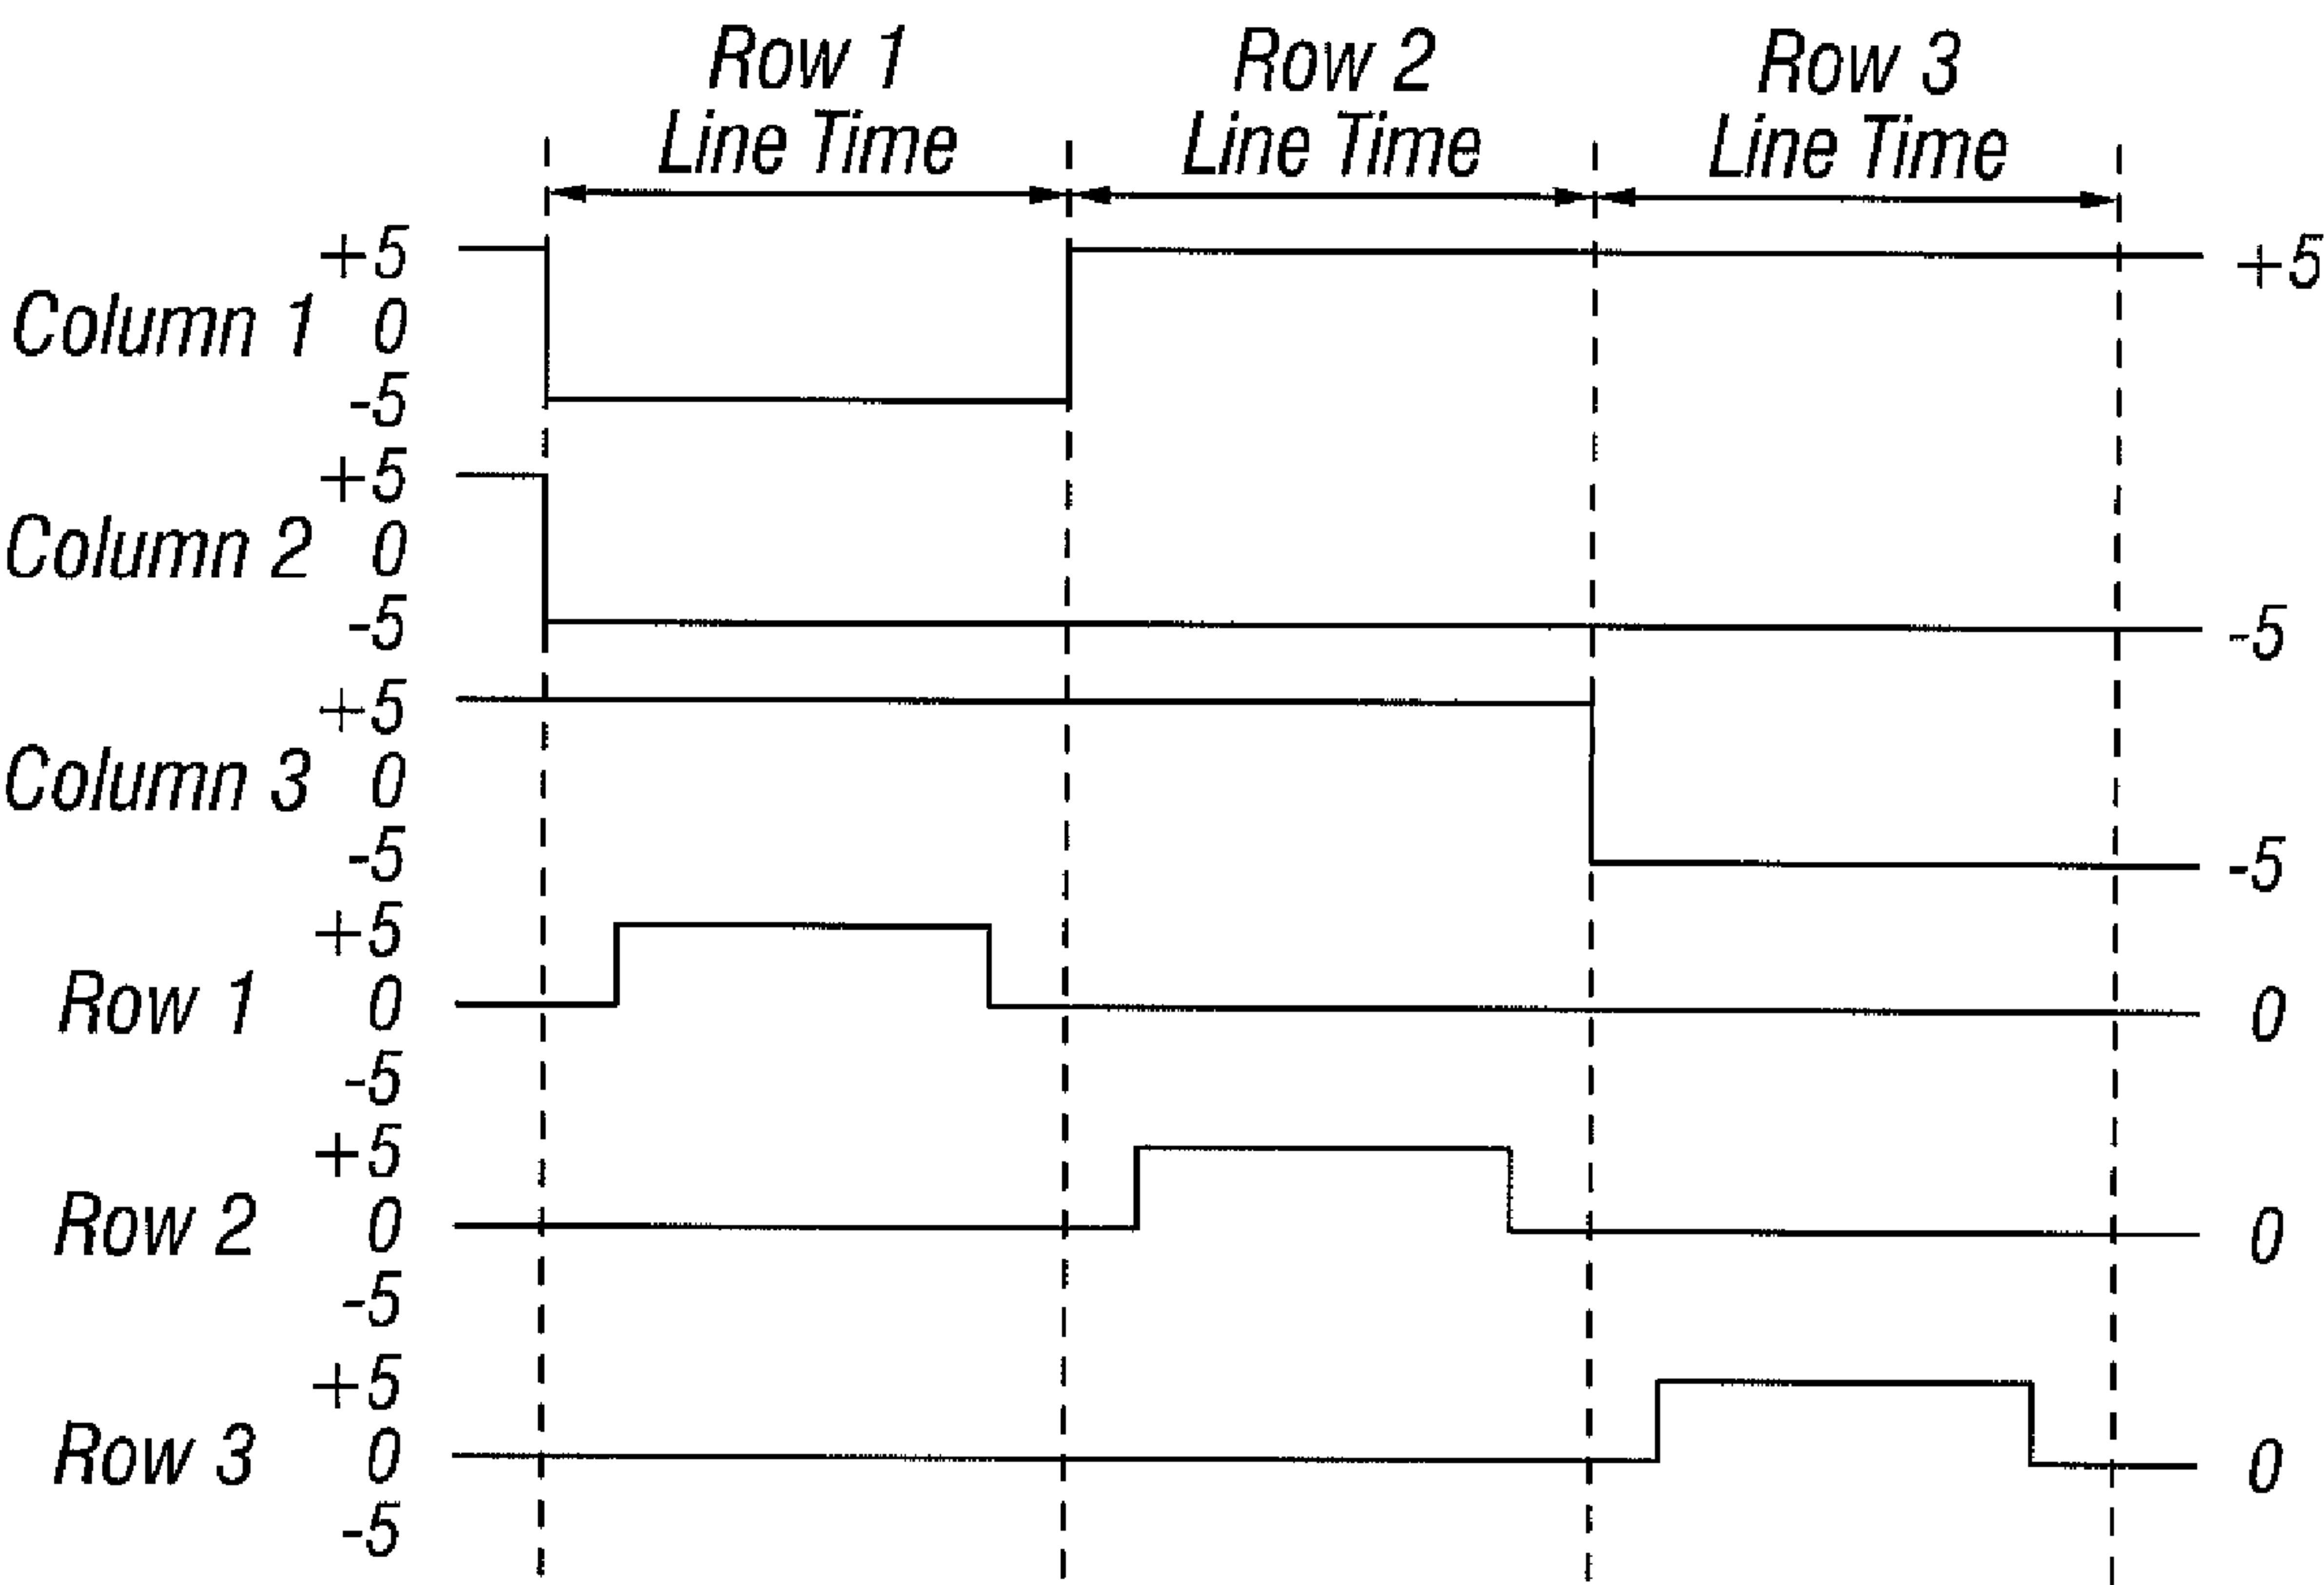 Row 1 Row 2 Row 3
Line Time Line Time Line Time
+5 +5
Column 1 0
-5
+5
Column 2 0
-5 -5
+5
Column 3 0
-5 -5
+5
Row 1 0 0
-5
+5
Row 2 0 0
-5
+5
Row 3 0 0
-5